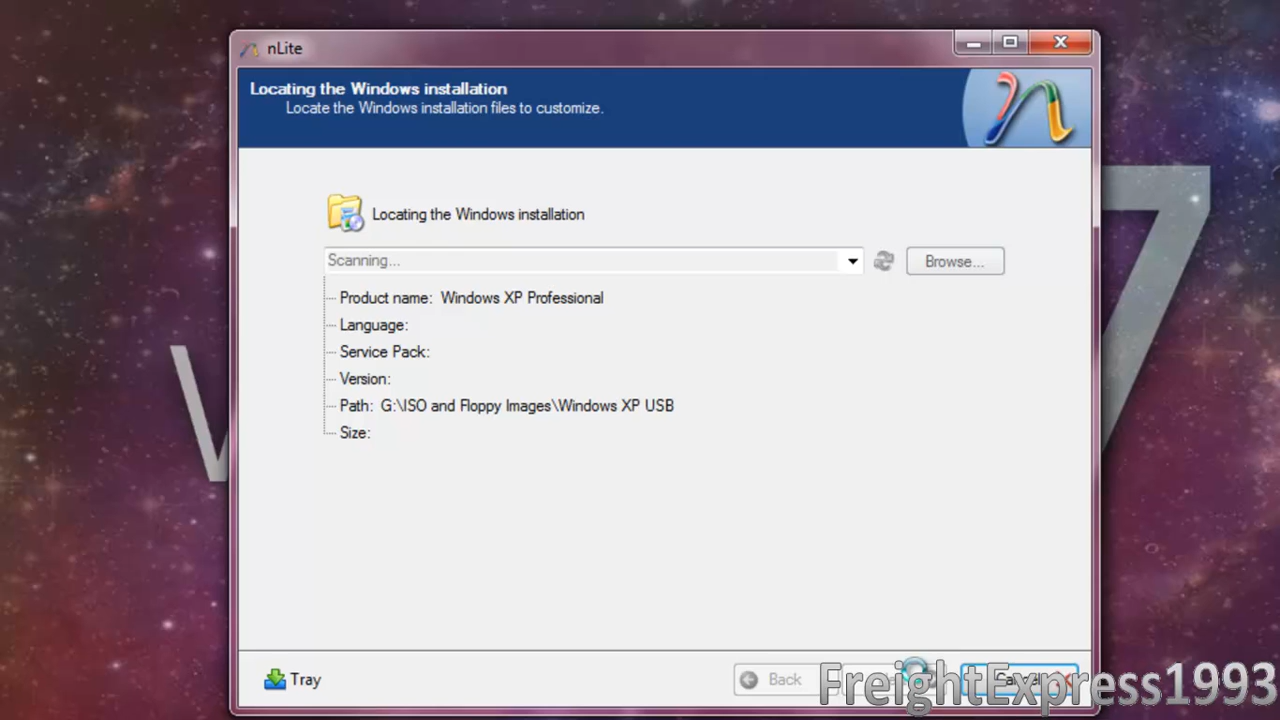 nLite
Locating the Windows installation
Locate the Windows installation files to customize.
Locating the Windows installation
Scanning...
Browse...
Product name: Windows XP Professional
Language:
Service Pack:
Version:
Path: G:\ISO and Floppy Images\Windows XP USB
Size:
Tray
Back
Cancel
FreightExpress1993
7